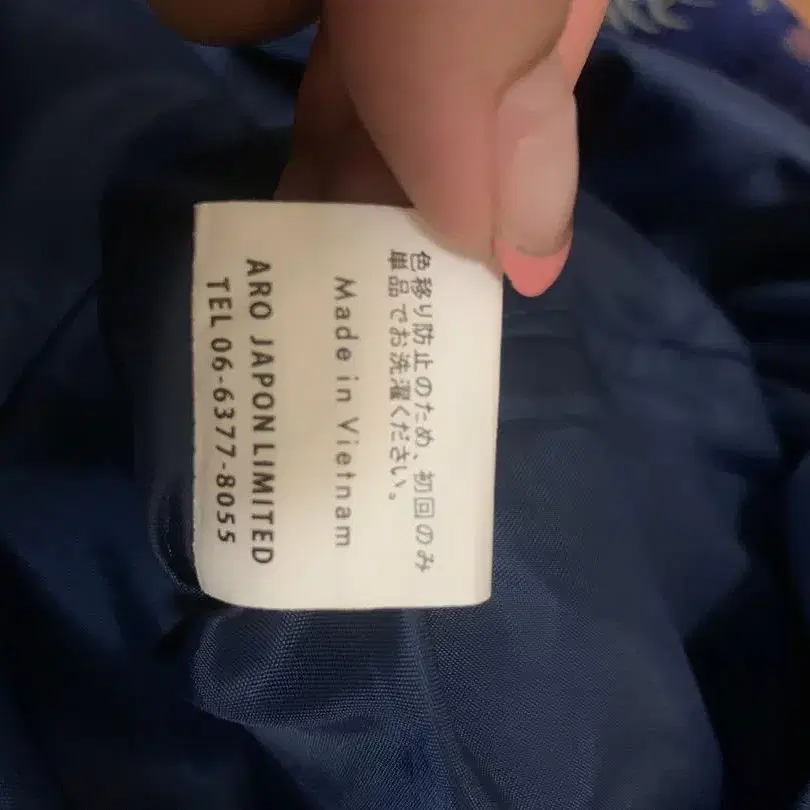 色移り防止のため、初回のみ
単品でお洗濯ください。
Made in Vietnam
ARO JAPON LIMITED
TEL 06-6377-8055